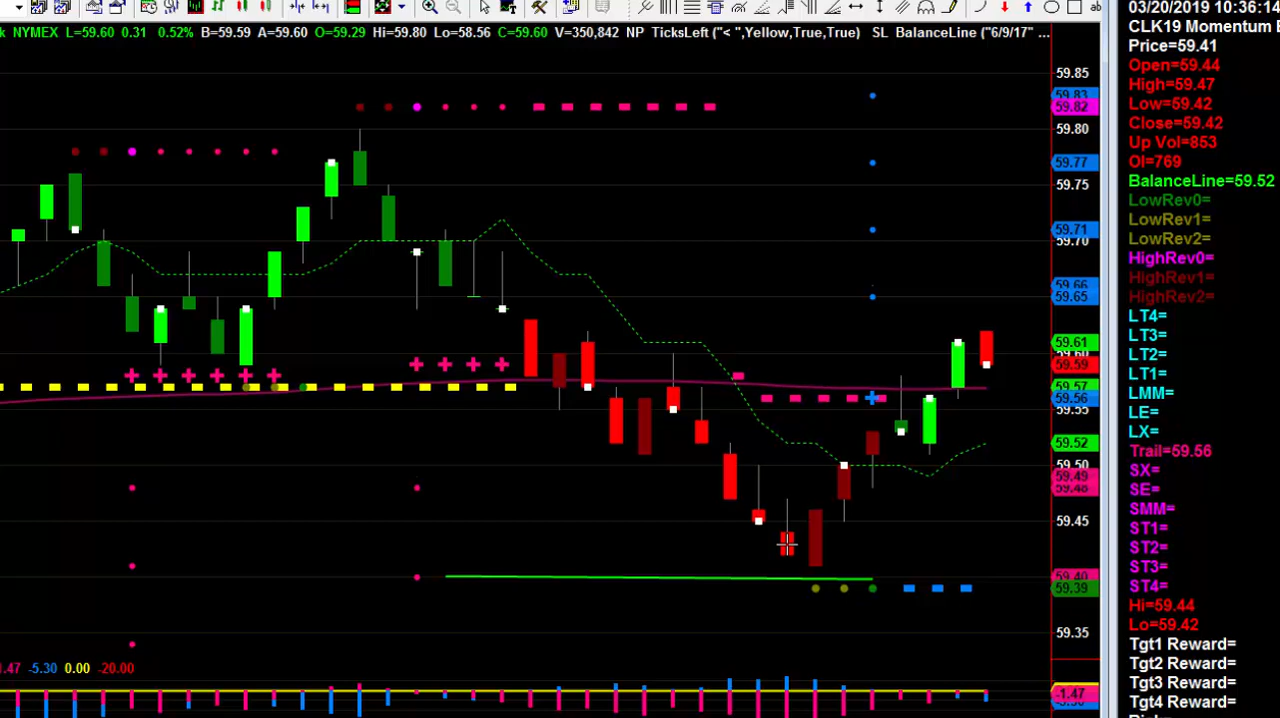 NYMEX L=59.60 0.31 0.52% B=59.59 A=59.60 O=59.29 Hi=59.80 Lo=58.56 C=59.60 V=350,842 NP TicksLeft ("< ",Yellow,True,True) SL BalanceLine ("6/9/17" ...
59.85
59.83
59.82
59.80
59.77
59.75
59.71
59.70
59.66
59.65
59.61
59.60
59.59
59.57
59.56
59.55
59.52
59.50
59.49
59.48
59.45
59.40
59.39
59.35
1.47 -5.30 0.00 -20.00
-1.47
03/20/2019 10:36:14
CLK19 Momentum
Price=59.41
Open=59.44
High=59.47
Low=59.42
Close=59.42
Up Vol=853
OI=769
BalanceLine=59.52
LowRev0=
LowRev1=
LowRev2=
HighRev0=
HighRev1=
HighRev2=
LT4=
LT3=
LT2=
LT1=
LMM=
LE=
LX=
Trail=59.56
SX=
SE=
SMM=
ST1=
ST2=
ST3=
ST4=
Hi=59.44
Lo=59.42
Tgt1 Reward=
Tgt2 Reward=
Tgt3 Reward=
Tgt4 Reward=